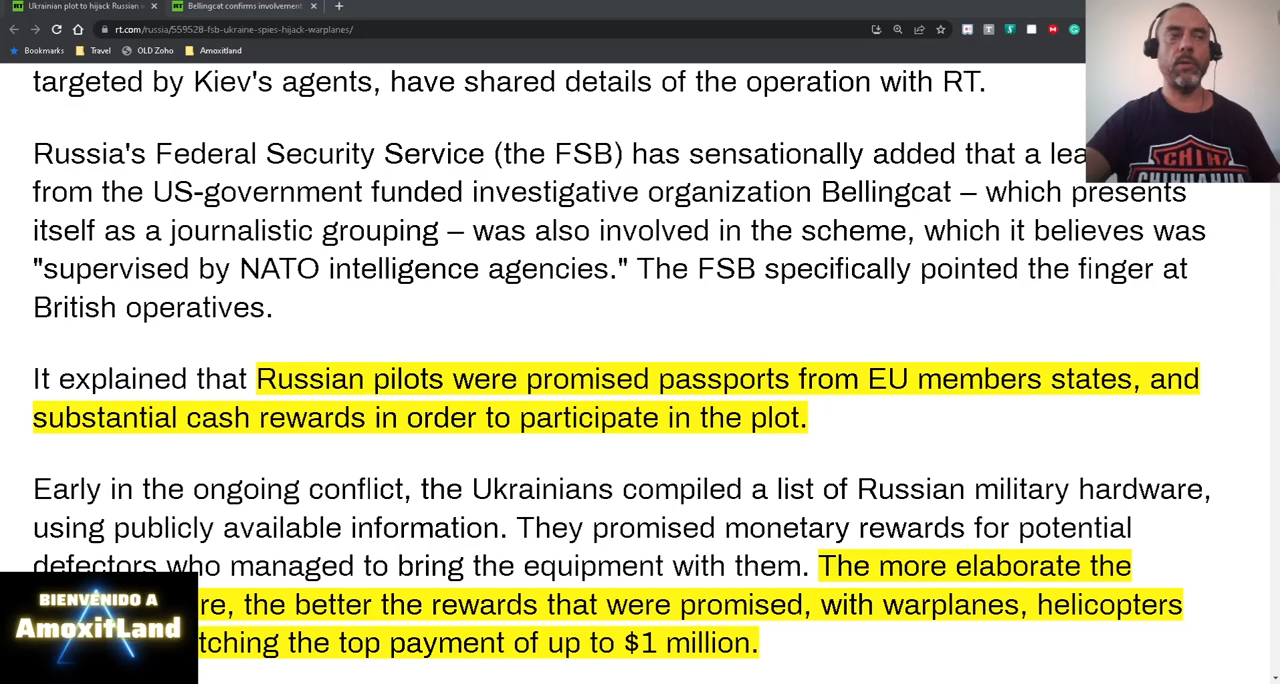 Ukrainian plot to hijack Russian
Bellingcat confirms involvement
rt.com/russia/559528-fsb-ukraine-spies-hijack-warplanes/
Bookmarks Travel OLD Zoho Amoxitland
targeted by Kiev's agents, have shared details of the operation with RT.
Russia's Federal Security Service (the FSB) has sensationally added that a
from the US-government funded investigative organization Bellingcat – which presents
itself as a journalistic grouping – was also involved in the scheme, which it believes was
"supervised by NATO intelligence agencies." The FSB specifically pointed the finger at
British operatives.
It explained that Russian pilots were promised passports from EU members states, and
substantial cash rewards in order to participate in the plot.
Early in the ongoing conflict, the Ukrainians compiled a list of Russian military hardware,
using publicly available information. They promised monetary rewards for potential
defectors who managed to bring the equipment with them. The more elaborate the
re, the better the rewards that were promised, with warplanes, helicopters
tching the top payment of up to $1 million.
BIENVENIDO A
AmoxitLand
CHIHUAHUA